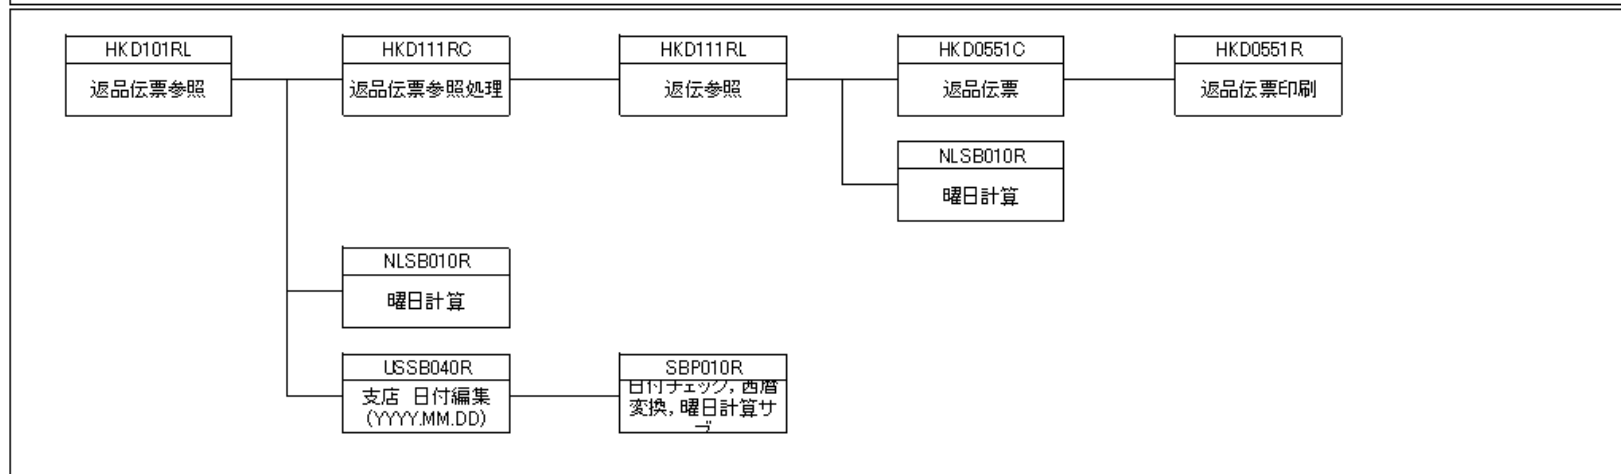 HKD101RL
返品伝票参照
HKD111RC
返品伝票参照処理
HKD111RL
返伝参照
HKD0551C
返品伝票
HKD0551R
返品伝票印刷
NLSB010R
曜日計算
NLSB010R
曜日計算
USSB040R
支店 日付編集
(YYYY.MM.DD)
SBP010R
日付チェック, 西暦
変換, 曜日計算サ
ブ